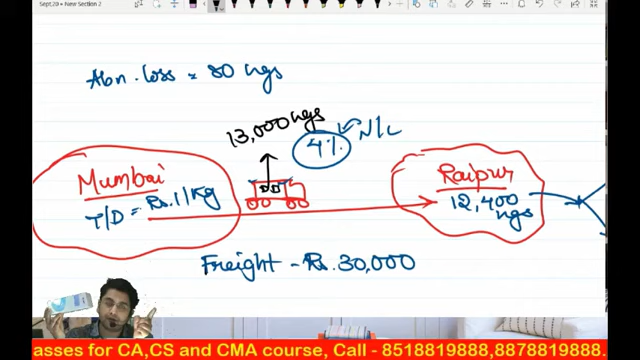 Sept.20 • New Section 2
Abn. loss = 80 kgs
13,000 kgs
4% N/L
Mumbai
T/D = Rs.1/Kg
Raipur
12,400
kgs
Freight - Rs. 30,000
asses for CA,CS and CMA course, Call - 8518819888,8878819888.